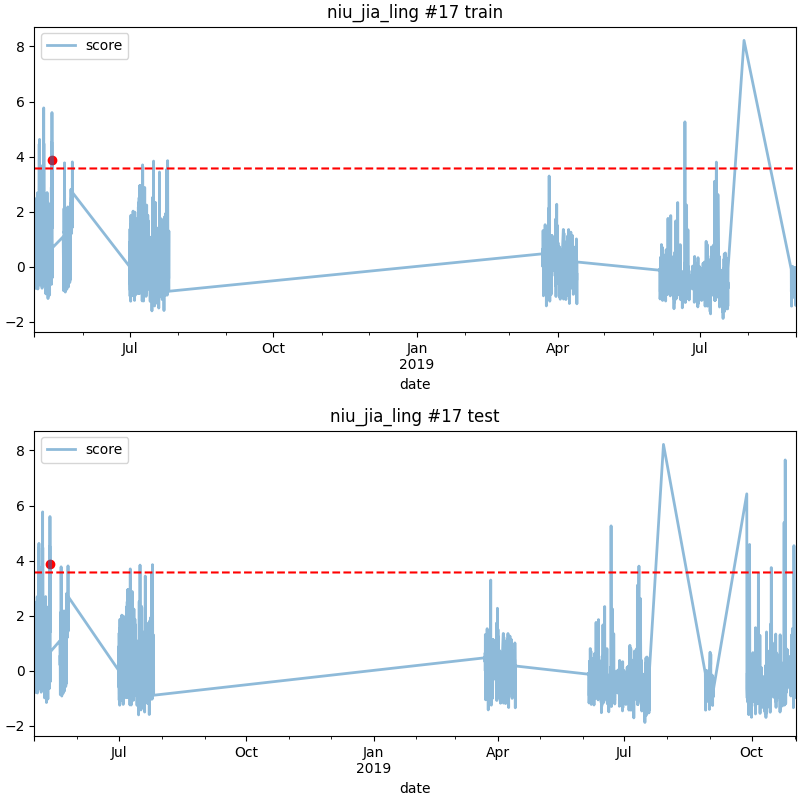 niu_jia_ling #17 train
score
8
6
4
2
0
−2
Jul Oct Jan Apr Jul
2019
date
niu_jia_ling #17 test
score
8
6
4
2
0
−2
Jul Oct Jan Apr Jul Oct
2019
date